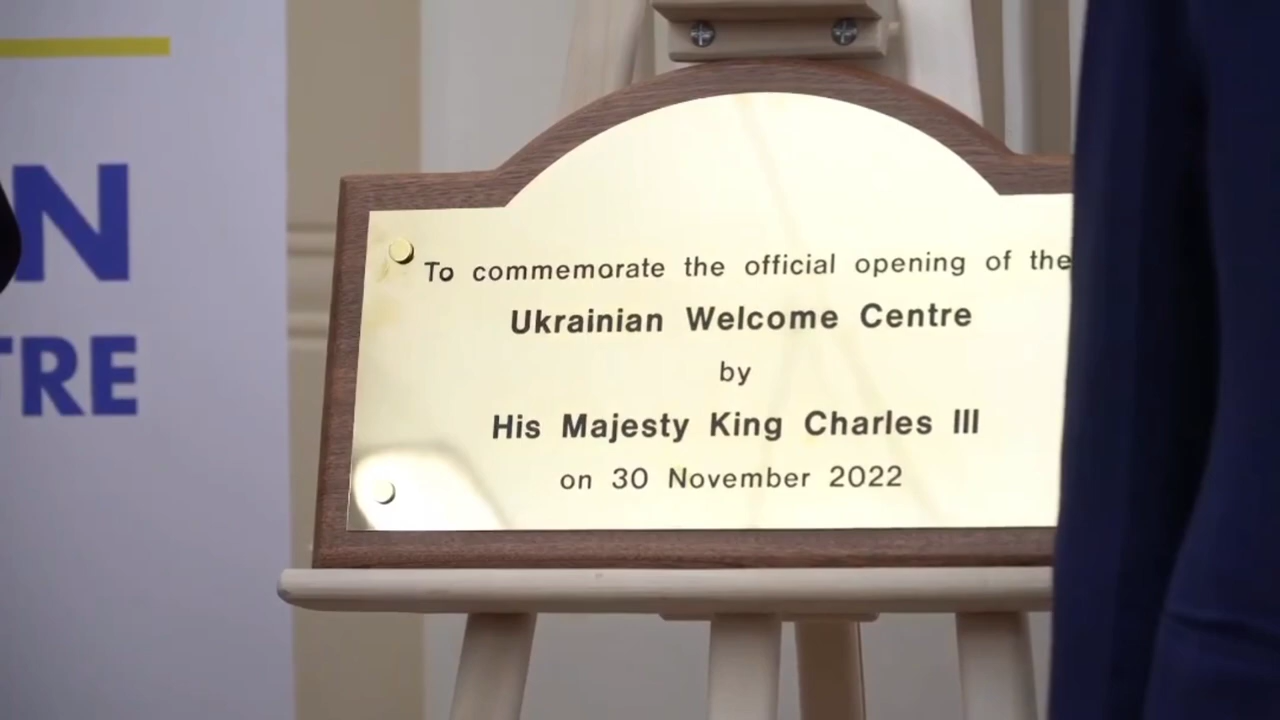 N
TRE
To commemorate the official opening of the
Ukrainian Welcome Centre
by
His Majesty King Charles III
on 30 November 2022